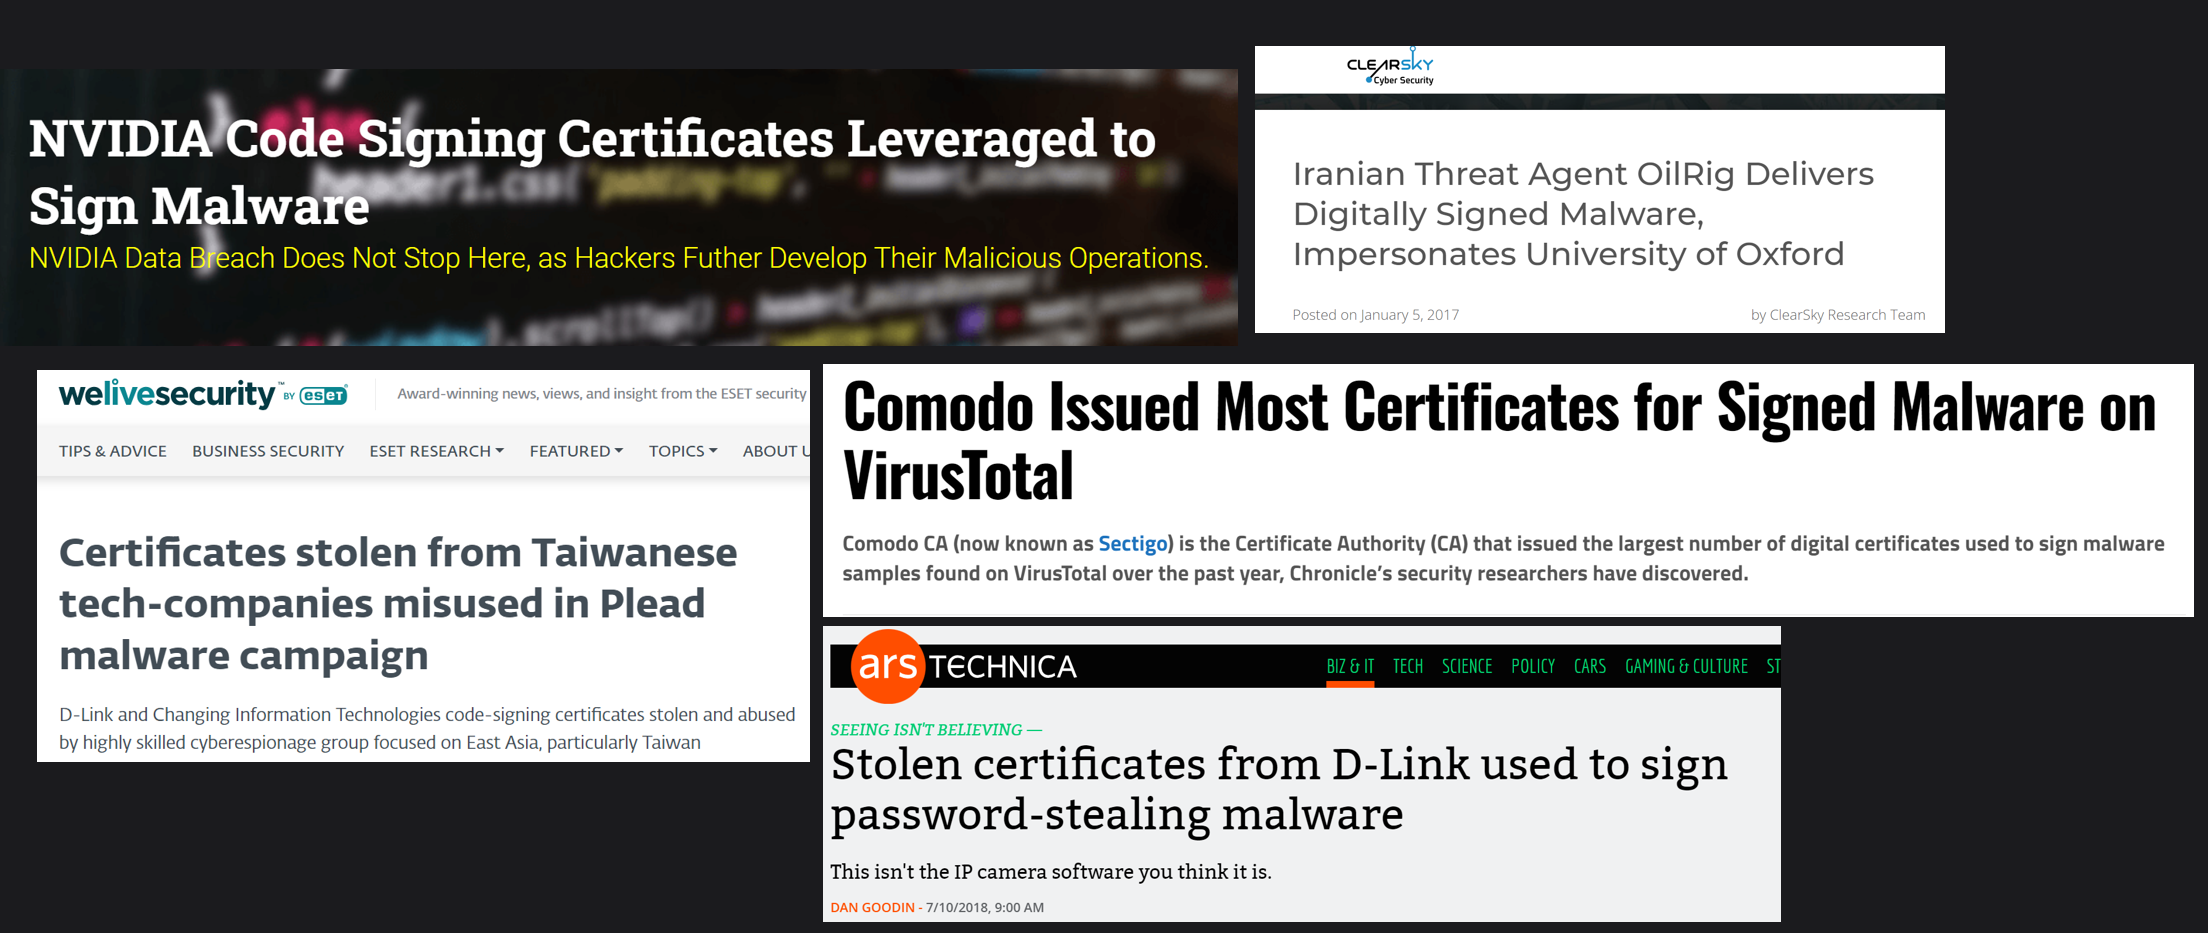 NVIDIA Code Signing Certificates Leveraged to
Sign Malware
NVIDIA Data Breach Does Not Stop Here, as Hackers Futher Develop Their Malicious Operations.
else
header1.css('padding-top', '' +
.scrollTop() > header1_initialDistance
CLEARSKY
Cyber Security
Iranian Threat Agent OilRig Delivers
Digitally Signed Malware,
Impersonates University of Oxford
Posted on January 5, 2017
by ClearSky Research Team
welivesecurity™ BY eseT®
Award-winning news, views, and insight from the ESET security
TIPS & ADVICE BUSINESS SECURITY ESET RESEARCH FEATURED TOPICS ABOUT U
Certificates stolen from Taiwanese
tech-companies misused in Plead
malware campaign
D-Link and Changing Information Technologies code-signing certificates stolen and abused
by highly skilled cyberespionage group focused on East Asia, particularly Taiwan
Comodo Issued Most Certificates for Signed Malware on
VirusTotal
Comodo CA (now known as Sectigo) is the Certificate Authority (CA) that issued the largest number of digital certificates used to sign malware
samples found on VirusTotal over the past year, Chronicle’s security researchers have discovered.
ars TECHNICA
BIZ & IT TECH SCIENCE POLICY CARS GAMING & CULTURE ST
SEEING ISN'T BELIEVING —
Stolen certificates from D-Link used to sign
password-stealing malware
This isn't the IP camera software you think it is.
DAN GOODIN - 7/10/2018, 9:00 AM